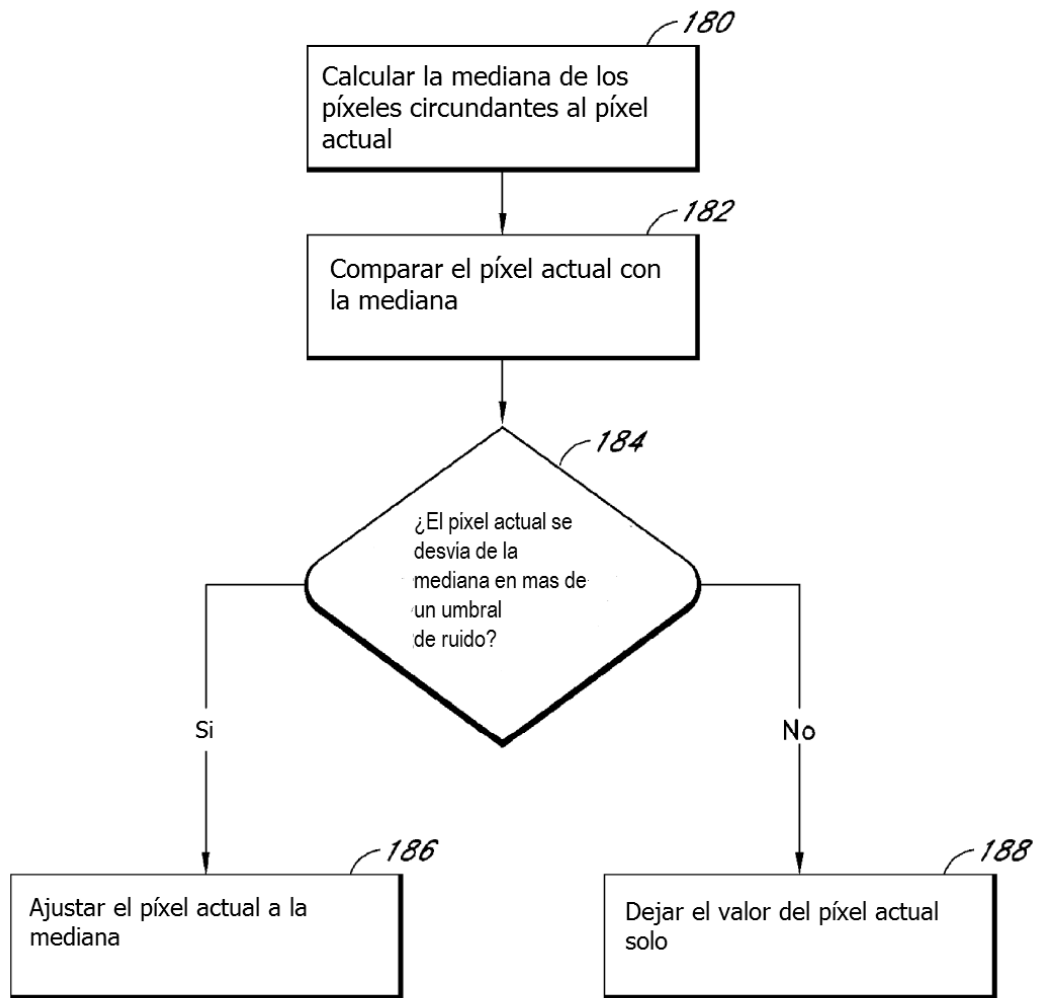 180
Calcular la mediana de los
píxeles circundantes al píxel
actual
182
Comparar el píxel actual con
la mediana
184
¿El píxel actual se
desvia de la
mediana en mas de
un umbral
de ruido?
Si
No
186
Ajustar el píxel actual a la
mediana
188
Dejar el valor del píxel actual
solo